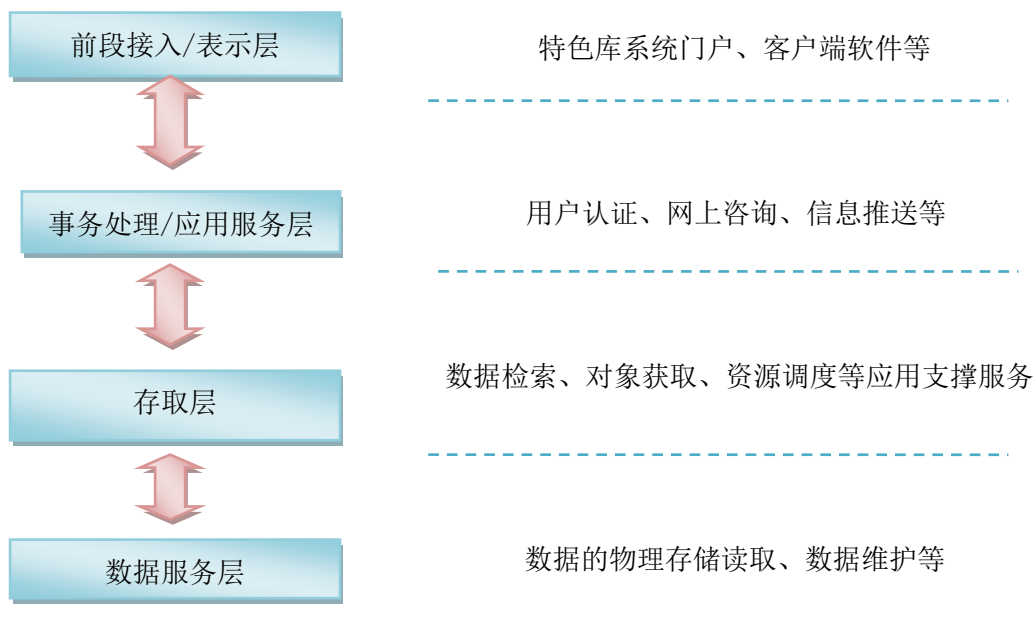 前段接入/表示层
特色库系统门户、客户端软件等
事务处理/应用服务层
用户认证、网上咨询、信息推送等
存取层
数据检索、对象获取、资源调度等应用支撑服务
数据服务层
数据的物理存储读取、数据维护等